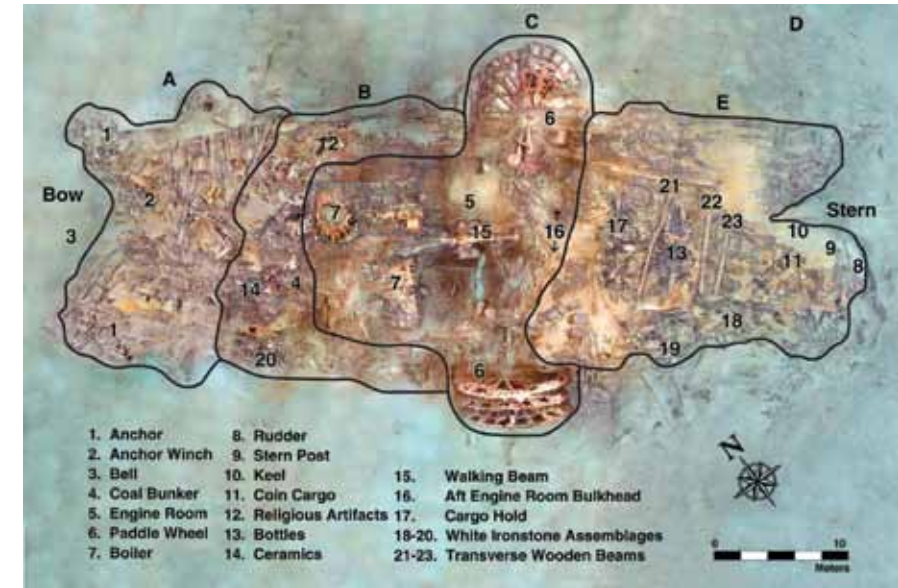 C
D
A
B
E
1
12
6
Bow
2
7
5
21
22
Stern
3
17
23
10
15
16
9
13
11
8
14
4
7
18
1
20
6
19
1. Anchor
2. Anchor Winch
3. Bell
4. Coal Bunker
5. Engine Room
6. Paddle Wheel
7. Boiler
8. Rudder
9. Stern Post
10. Keel
11. Coin Cargo
12. Religious Artifacts
13. Bottles
14. Ceramics
15. Walking Beam
16. Aft Engine Room Bulkhead
17. Cargo Hold
18-20. White Ironstone Assemblages
21-23. Transverse Wooden Beams
N
0 10
Meters